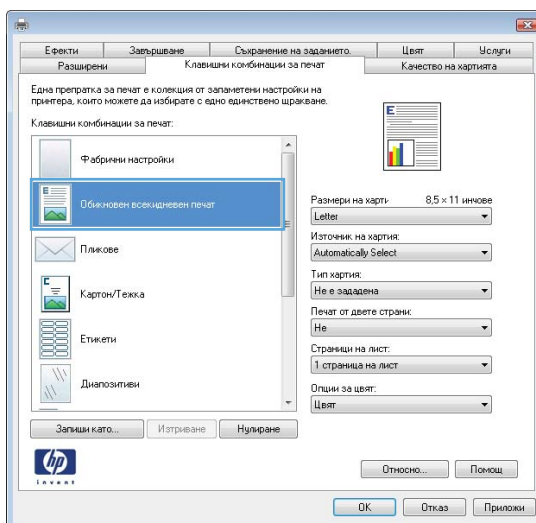 Ефекти Завършване Съхранение на заданието. Цвят Услуги
Разширени Клавишни комбинации за печат Качество на хартията
Една препратка за печат е колекция от запаметени настройки на
принтера, които можете да избирате с едно единствено щракване.
Клавишни комбинации за печат:
Фабрични настройки
Обикновен всекидневен печат
Пликове
Картон/Тежка
Етикети
Диапозитиви
Запиши като... Изтриване Нулиране
E
Размери на харти 8,5 × 11 инчове
Letter
Източник на хартия:
Automatically Select
Тип хартия:
Не е зададена
Печат от двете страни:
Не
Страници на лист:
1 страница на лист
Опции за цвят:
Цвят
hp
invent
Относно... Помощ
OK Отказ Приложи